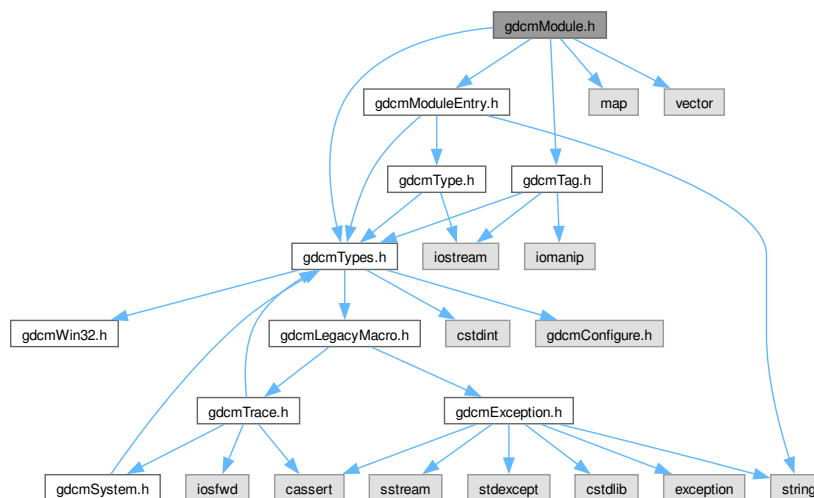 gdcmModule.h
gdcmModuleEntry.h
map
vector
gdcmType.h
gdcmTag.h
gdcmTypes.h
iostream
iomanip
gdcmWin32.h
gdcmLegacyMacro.h
cstdint
gdcmConfigure.h
gdcmTrace.h
gdcmException.h
gdcmSystem.h
iosfwd
cassert
sstream
stdexcept
cstdlib
exception
string